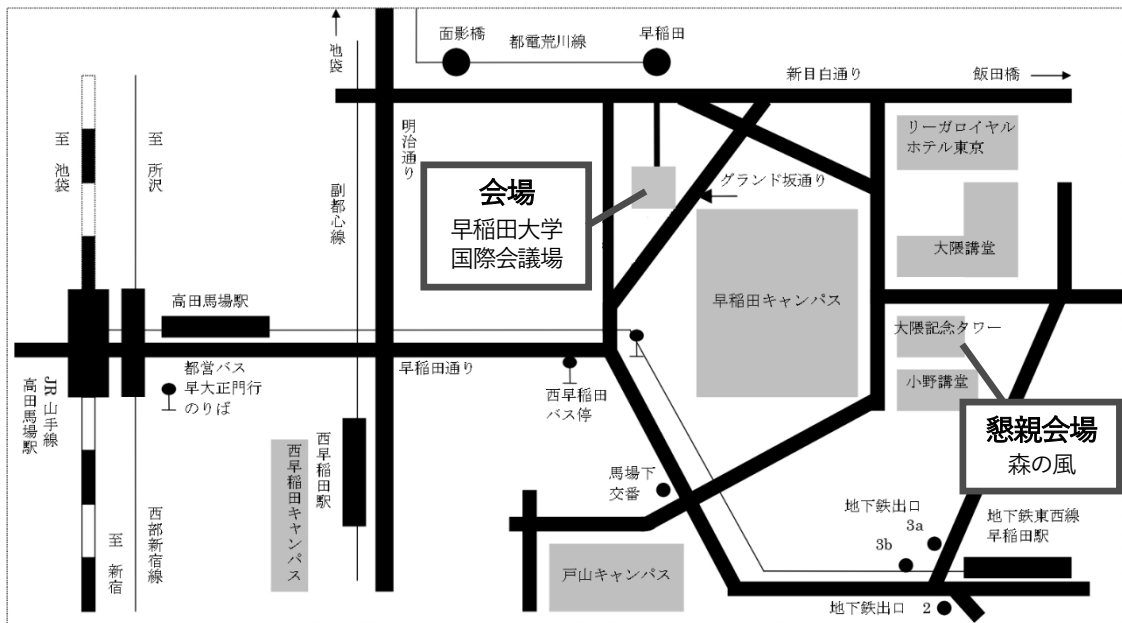 面影橋
都電荒川線
早稲田
池袋
新目白通り
飯田橋
明治通り
リーガロイヤル
ホテル東京
至 池袋
至 所沢
副都心線
会場
早稲田大学
国際会議場
グランド坂通り
大隈講堂
早稲田キャンパス
高田馬場駅
大隈記念タワー
早稲田通り
都営バス
早大正門行
のりば
西早稲田
バス停
小野講堂
JR 山手線
高田馬場駅
懇親会場
森の風
西早稲田駅
西早稲田キャンパス
馬場下
交番
地下鉄出口
3a
3b
地下鉄東西線
早稲田駅
西部新宿線
至 新宿
戸山キャンパス
地下鉄出口 2